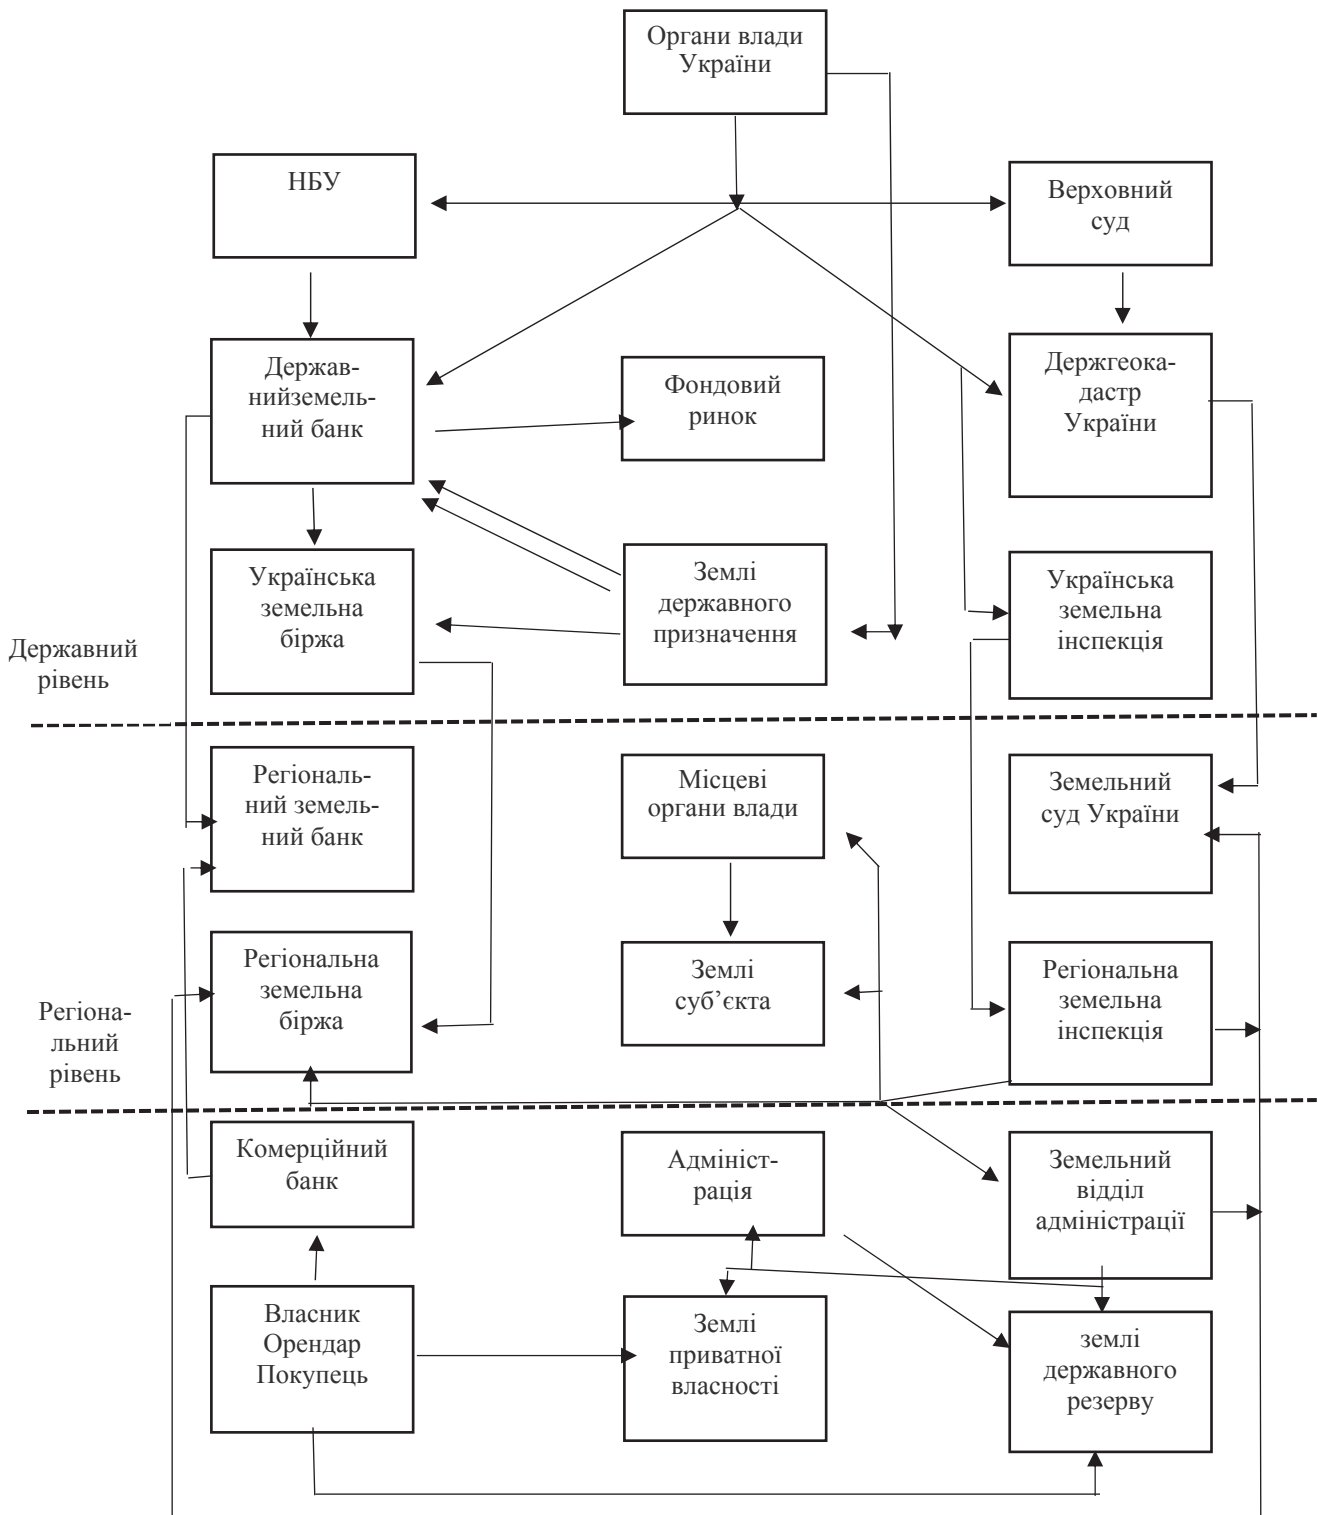 Органи влади
України
НБУ
Верховний
суд
Держав-
нийземель-
ний банк
Фондовий
ринок
Держгеока-
дастр
України
Українська
земельна
біржа
Землі
державного
призначення
Українська
земельна
інспекція
Державний
рівень
Регіональ-
ний земель-
ний банк
Місцеві
органи влади
Земельний
суд України
Регіональна
земельна
біржа
Землі
суб’єкта
Регіональна
земельна
інспекція
Регіона-
льний
рівень
Комерційний
банк
Адмініст-
рація
Земельний
відділ
адміністрації
Власник
Орендар
Покупець
Землі
приватної
власності
землі
державного
резерву